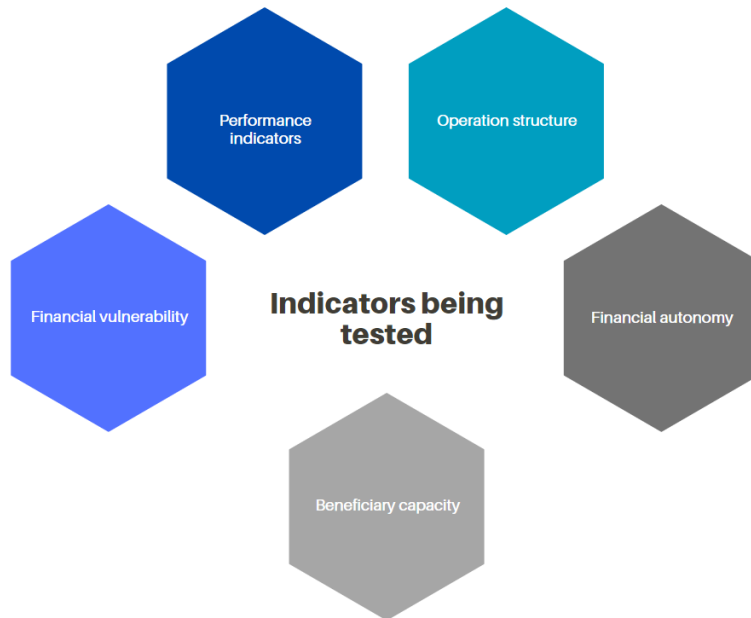 Performance
indicators
Operation structure
Financial vulnerability
Indicators being
tested
Financial autonomy
Beneficiary capacity